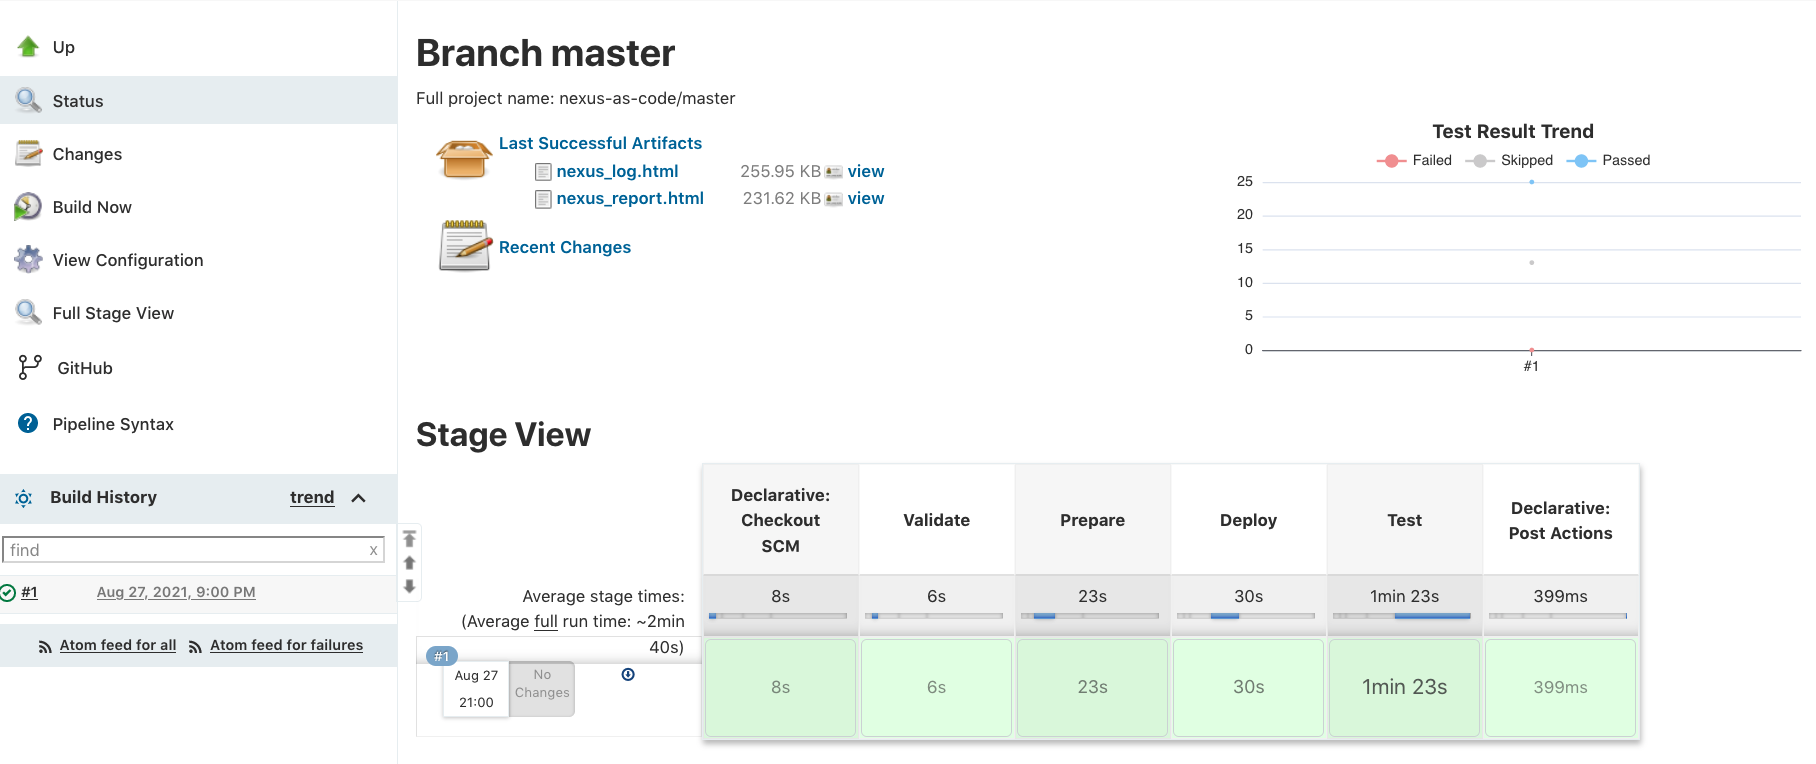 Up
Status
Changes
Build Now
View Configuration
Full Stage View
GitHub
Pipeline Syntax
Build History trend
find x
#1 Aug 27, 2021, 9:00 PM
Atom feed for all Atom feed for failures
Branch master
Full project name: nexus-as-code/master
Last Successful Artifacts
nexus_log.html 255.95 KB view
nexus_report.html 231.62 KB view
Recent Changes
Test Result Trend
Failed Skipped Passed
25
20
15
10
5
0
#1
Stage View
Declarative:
Checkout
SCM
Validate
Prepare
Deploy
Test
Declarative:
Post Actions
Average stage times:
(Average full run time: ~2min
40s)
8s 6s 23s 30s 1min 23s 399ms
#1
Aug 27
21:00
No
Changes
8s 6s 23s 30s 1min 23s 399ms